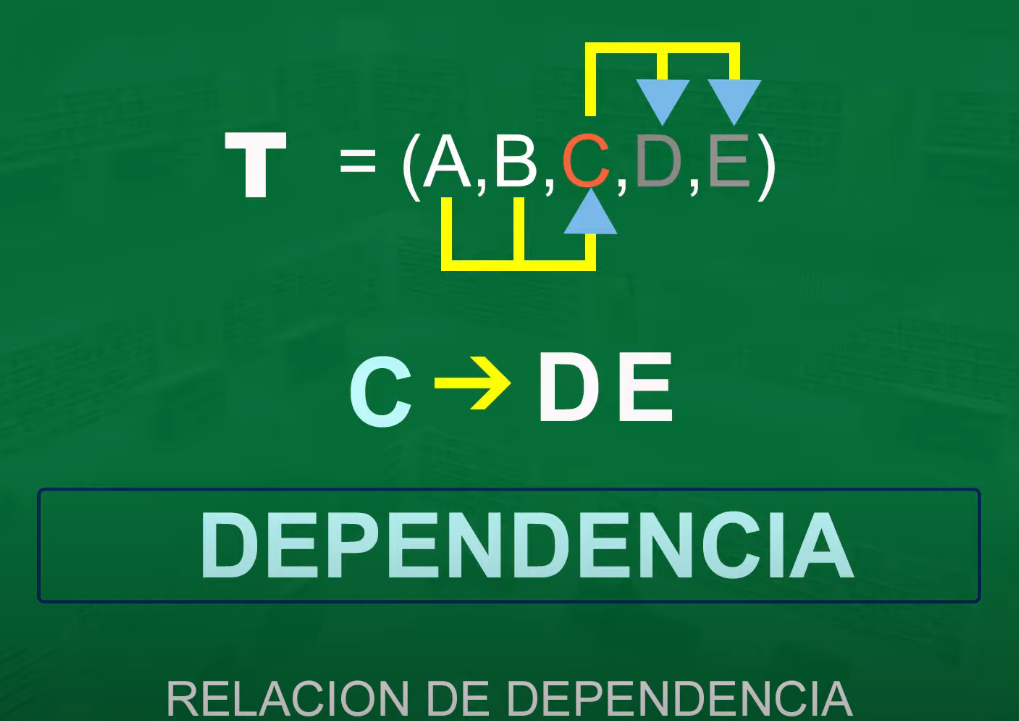 T = (A,B,C,D,E)
C → DE
DEPENDENCIA
RELACION DE DEPENDENCIA